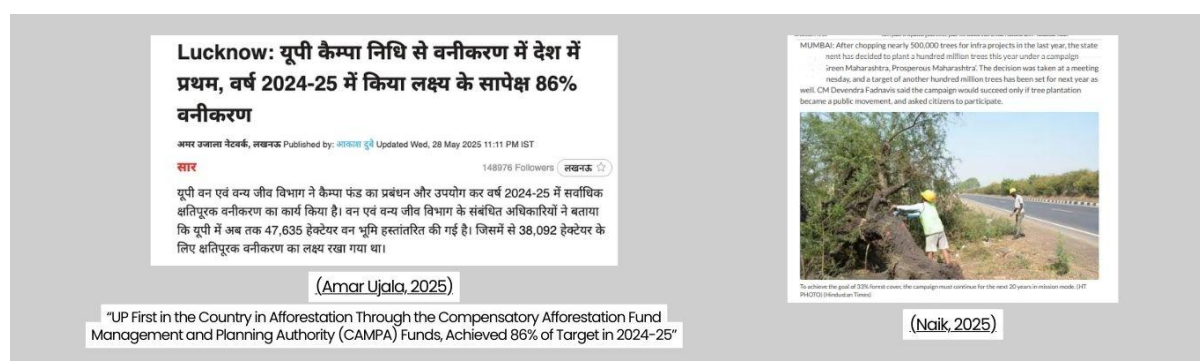 Lucknow: यूपी कैम्पा निधि से वनीकरण में देश में
प्रथम, वर्ष 2024-25 में किया लक्ष्य के सापेक्ष 86%
वनीकरण
अमर उजाला नेटवर्क, लखनऊ Published by: आकाश दुबे Updated Wed, 28 May 2025 11:11 PM IST
सार
148976 Followers लखनऊ
यूपी वन एवं वन्य जीव विभाग ने कैम्पा फंड का प्रबंधन और उपयोग कर वर्ष 2024-25 में सर्वाधिक
क्षतिपूरक वनीकरण का कार्य किया है। वन एवं वन्य जीव विभाग के संबंधित अधिकारियों ने बताया
कि यूपी में अब तक 47,635 हेक्टेयर वन भूमि हस्तांतरित की गई है। जिसमें से 38,092 हेक्टेयर के
लिए क्षतिपूरक वनीकरण का लक्ष्य रखा गया था।
(Amar Ujala, 2025)
“UP First in the Country in Afforestation Through the Compensatory Afforestation Fund
Management and Planning Authority (CAMPA) Funds, Achieved 86% of Target in 2024-25”
MUMBAI: After chopping nearly 500,000 trees for infra projects in the last year, the state
nent has decided to plant a hundred million trees this year under a campaign
Green Maharashtra, Prosperous Maharashtra'. The decision was taken at a meeting
nesday, and a target of another hundred million trees has been set for next year as
well. CM Devendra Fadnavis said the campaign would succeed only if tree plantation
became a public movement, and asked citizens to participate.
To achieve the goal of 33% forest cover, the campaign must continue for the next 20 years in mission mode. (HT
PHOTO) (Hindustan Times)
(Naik, 2025)